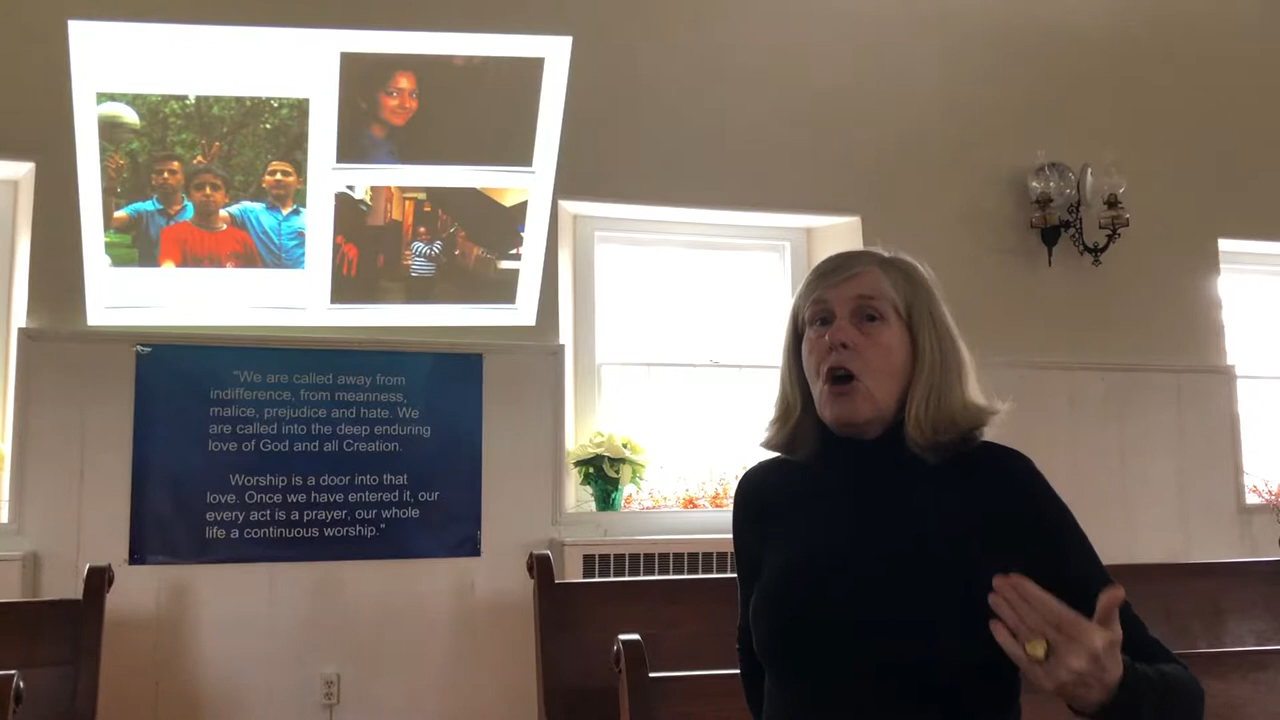 "We are called away from
indifference, from meanness,
malice, prejudice and hate. We
are called into the deep enduring
love of God and all Creation.
Worship is a door into that
love. Once we have entered it, our
every act is a prayer, our whole
life a continuous worship."